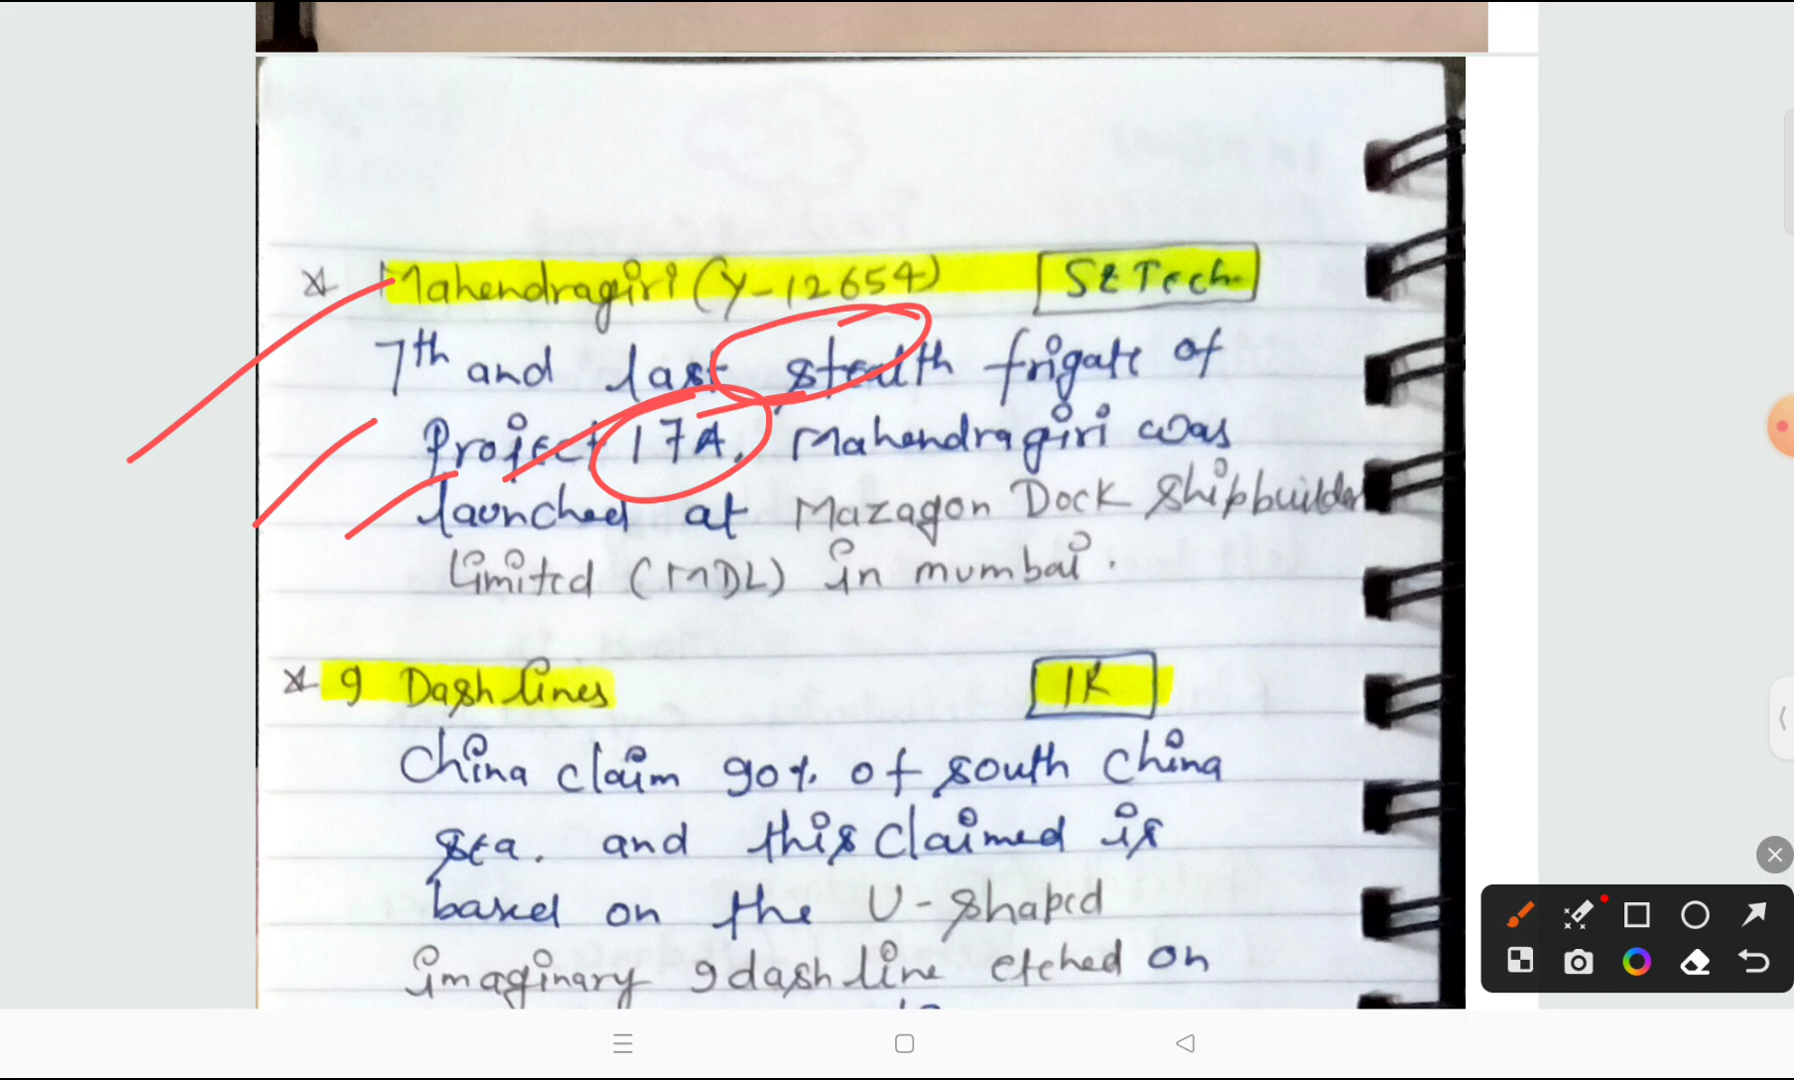 Mahendragiri (Y-12654) S&Tech.
7th and last stealth frigate of
Project 17A. Mahendragiri was
launched at Mazagon Dock Shipbuilder
limited (MDL) in mumbai.
9 Dash lines IR
China claim 90% of south China
sea. and this claimed is
based on the U-shaped
imaginary 9 dash line etched on